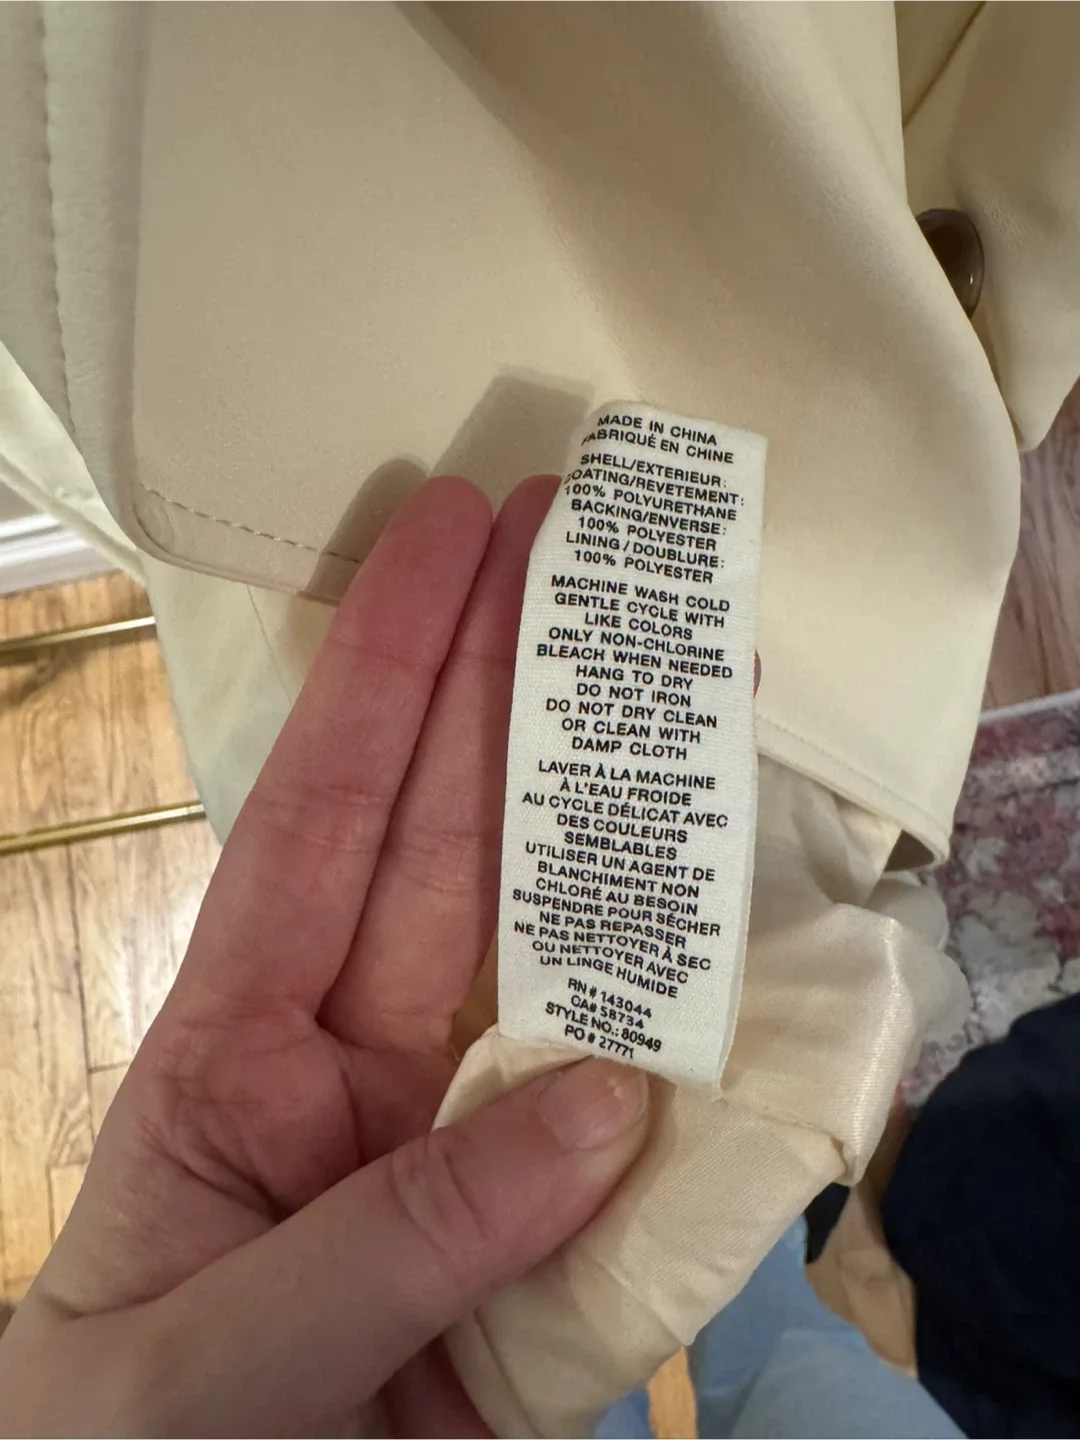 MADE IN CHINA
FABRIQUÉ EN CHINE
SHELL/EXTERIEUR:
COATING/REVETEMENT:
100% POLYURETHANE
BACKING/ENVERSE:
100% POLYESTER
LINING/DOUBLURE:
100% POLYESTER
MACHINE WASH COLD
GENTLE CYCLE WITH
LIKE COLORS
ONLY NON-CHLORINE
BLEACH WHEN NEEDED
HANG TO DRY
DO NOT IRON
DO NOT DRY CLEAN
OR CLEAN WITH
DAMP CLOTH
LAVER À LA MACHINE
À L'EAU FROIDE
AU CYCLE DÉLICAT AVEC
DES COULEURS
SEMBLABLES
UTILISER UN AGENT DE
BLANCHIMENT NON
CHLORÉ AU BESOIN
SUSPENDRE POUR SÉCHER
NE PAS REPASSER
NE PAS NETTOYER À SEC
OU NETTOYER AVEC
UN LINGE HUMIDE
RN # 143044
CA# 58734
STYLE NO.: 80949
PO # 27771